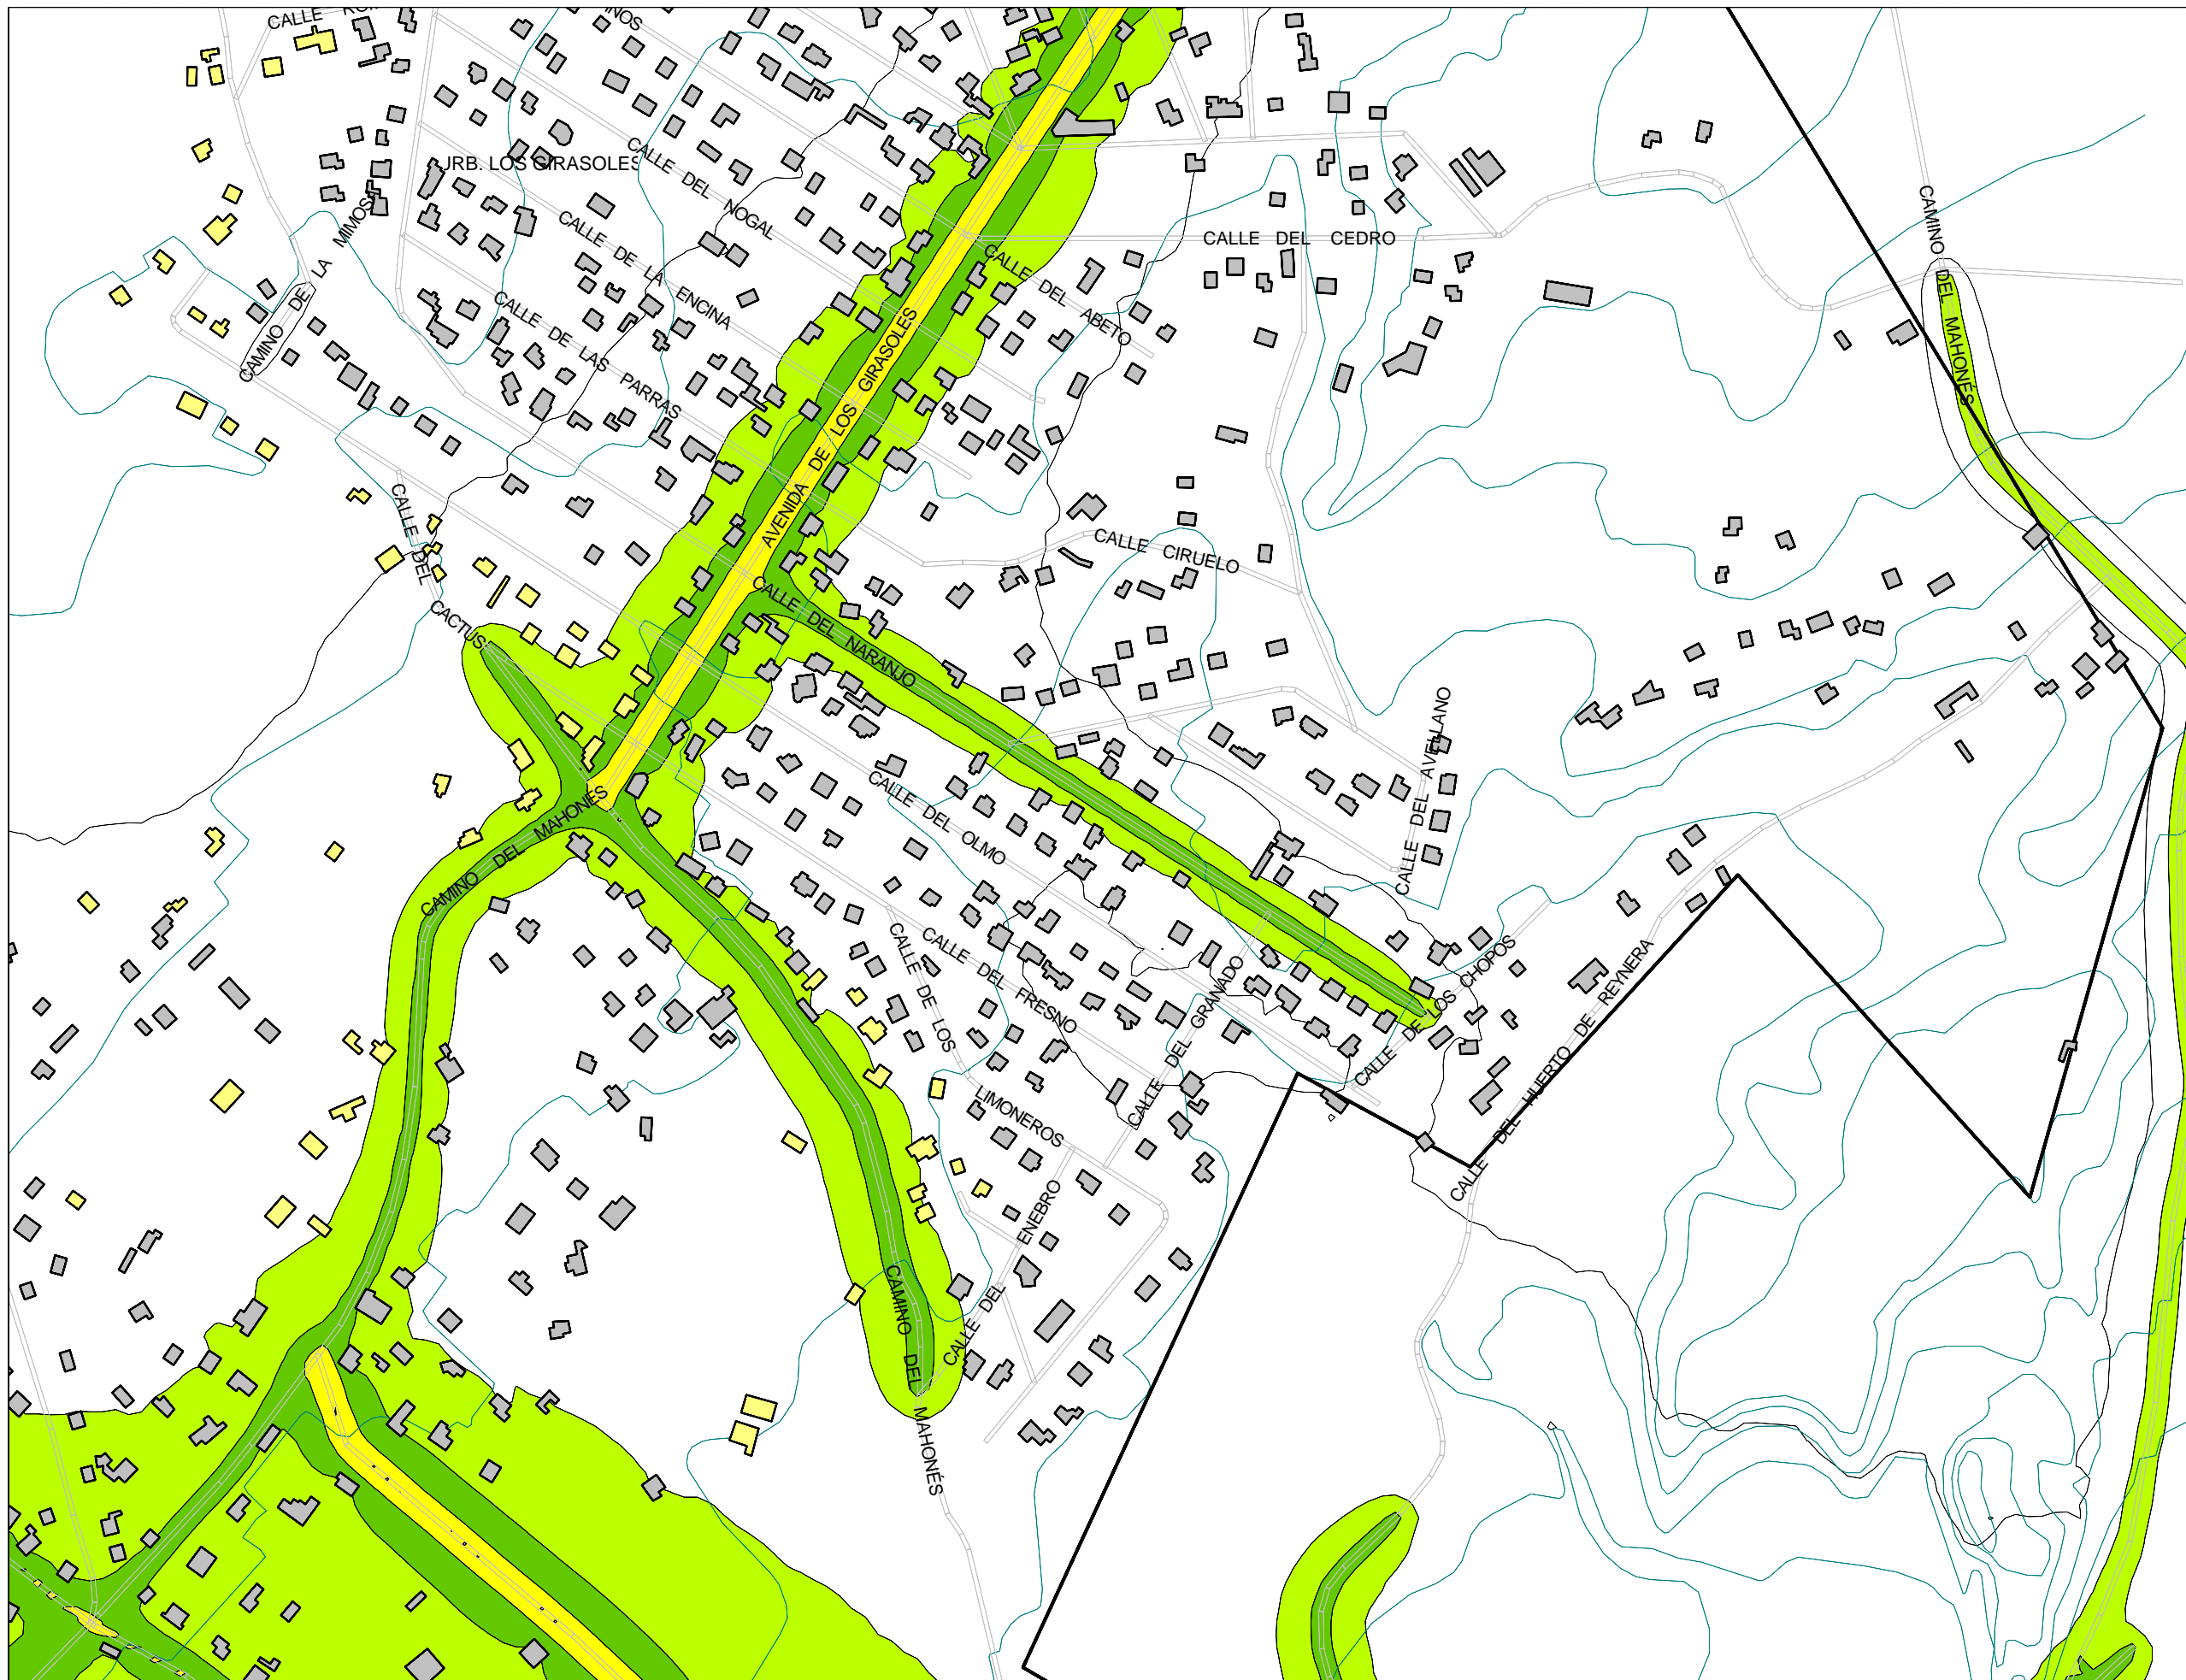 CALLE
JRB. LOS GIRASOLES
CALLE DEL NOGAL
CALLE DE LA ENCINA
CALLE DE LAS PARRAS
CAMINO DE LA MIMOS
CALLE DEL CEDRO
CALLE DEL ABETO
CAMINO DEL MAHONÉS
AVENIDA DE LOS GIRASOLES
CALLE DEL CACTUS
CALLE CIRUELO
CALLE DEL NARANJO
CALLE DEL AVELLANO
CALLE DEL OLMO
CAMINO DEL MAHONÉS
CALLE DEL FRESNO
CALLE DE LOS LIMONEROS
CALLE DEL GRANADO
CALLE DE LOS CHOPOS
CALLE DEL HUERTO DE REYNERA
CALLE DEL ENEBRO
CAMINO DEL MAHONÉS